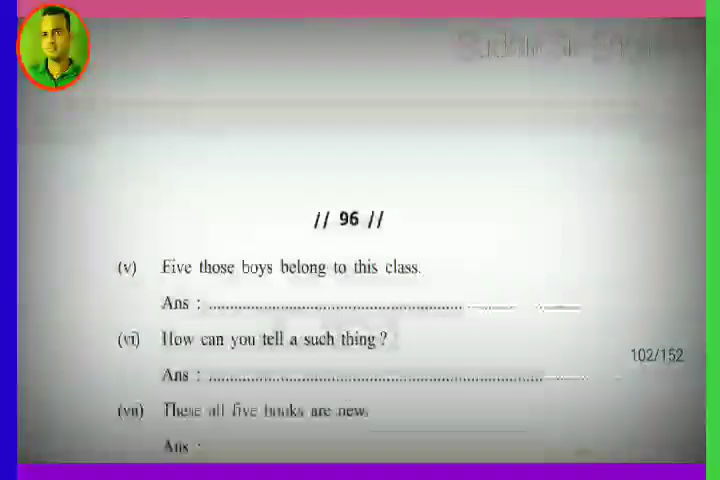 // 96 //
(v) Five those boys belong to this class.
Ans : ................................................................
(vi) How can you tell a such thing ?
Ans : ................................................................
102/152
(vii) These all five books are new.
Ans :